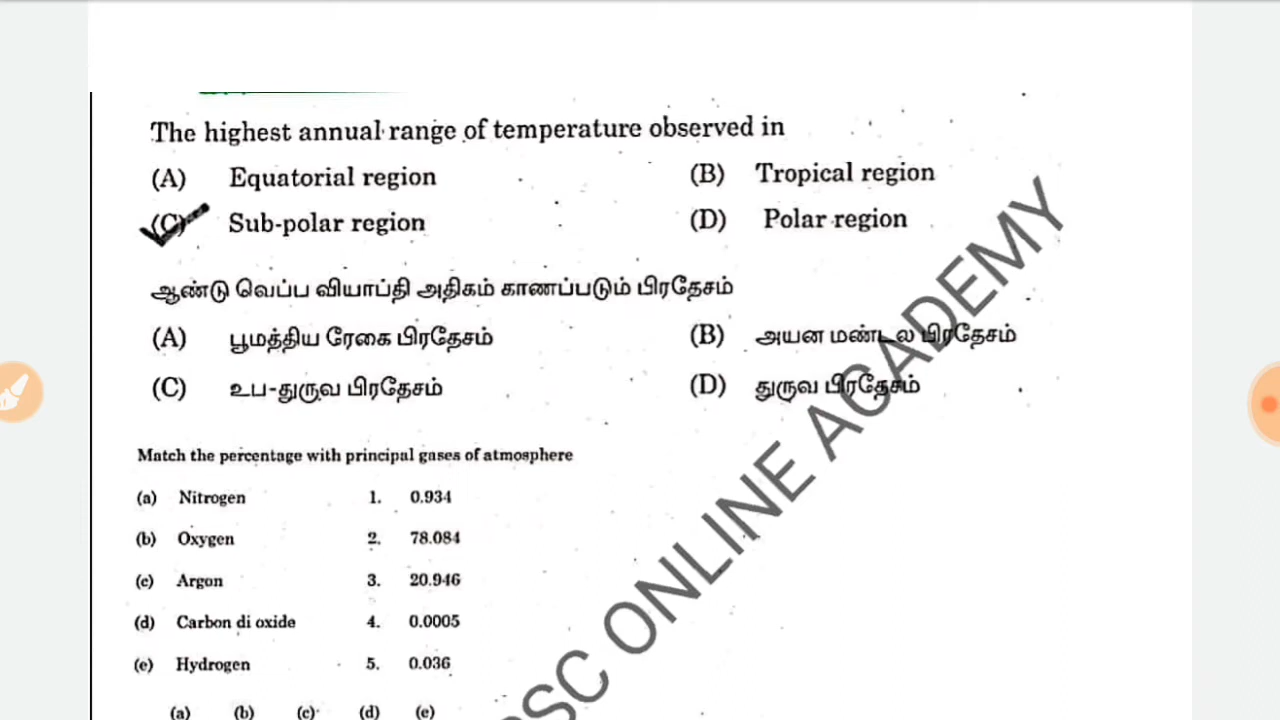 The highest annual range of temperature observed in
(A) Equatorial region (B) Tropical region
(C) Sub-polar region (D) Polar region
ஆண்டு வெப்ப வியாப்தி அதிகம் காணப்படும் பிரதேசம்
(A) பூமத்திய ரேகை பிரதேசம் (B) அயன மண்டல பிரதேசம்
(C) உப-துருவ பிரதேசம் (D) துருவ பிரதேசம்
Match the percentage with principal gases of atmosphere
(a) Nitrogen 1. 0.934
(b) Oxygen 2. 78.084
(c) Argon 3. 20.946
(d) Carbon di oxide 4. 0.0005
(e) Hydrogen 5. 0.036
(a) (b) (c) (d) (e)
ONLINE ACADEMY